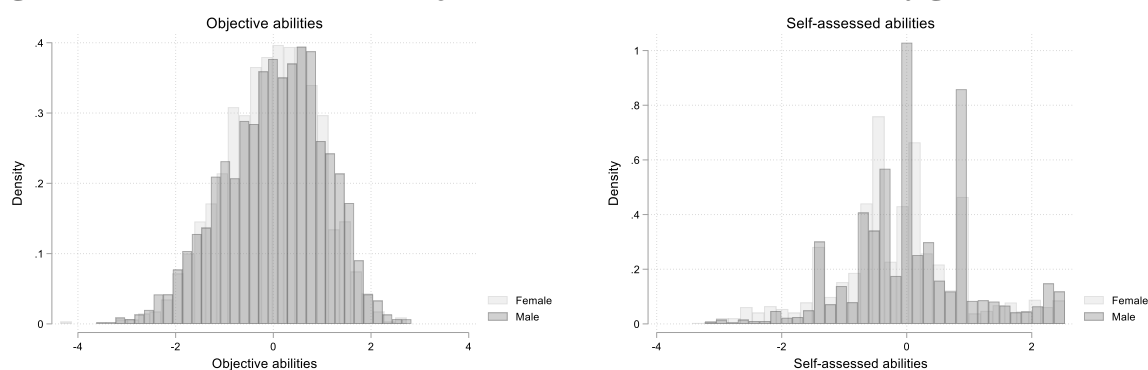 Objective abilities
.4
.3
.2
.1
0
Density
-4
-2
0
2
4
Objective abilities
Female
Male
Self-assessed abilities
1
.8
.6
.4
.2
0
Density
-4
-2
0
2
Self-assessed abilities
Female
Male